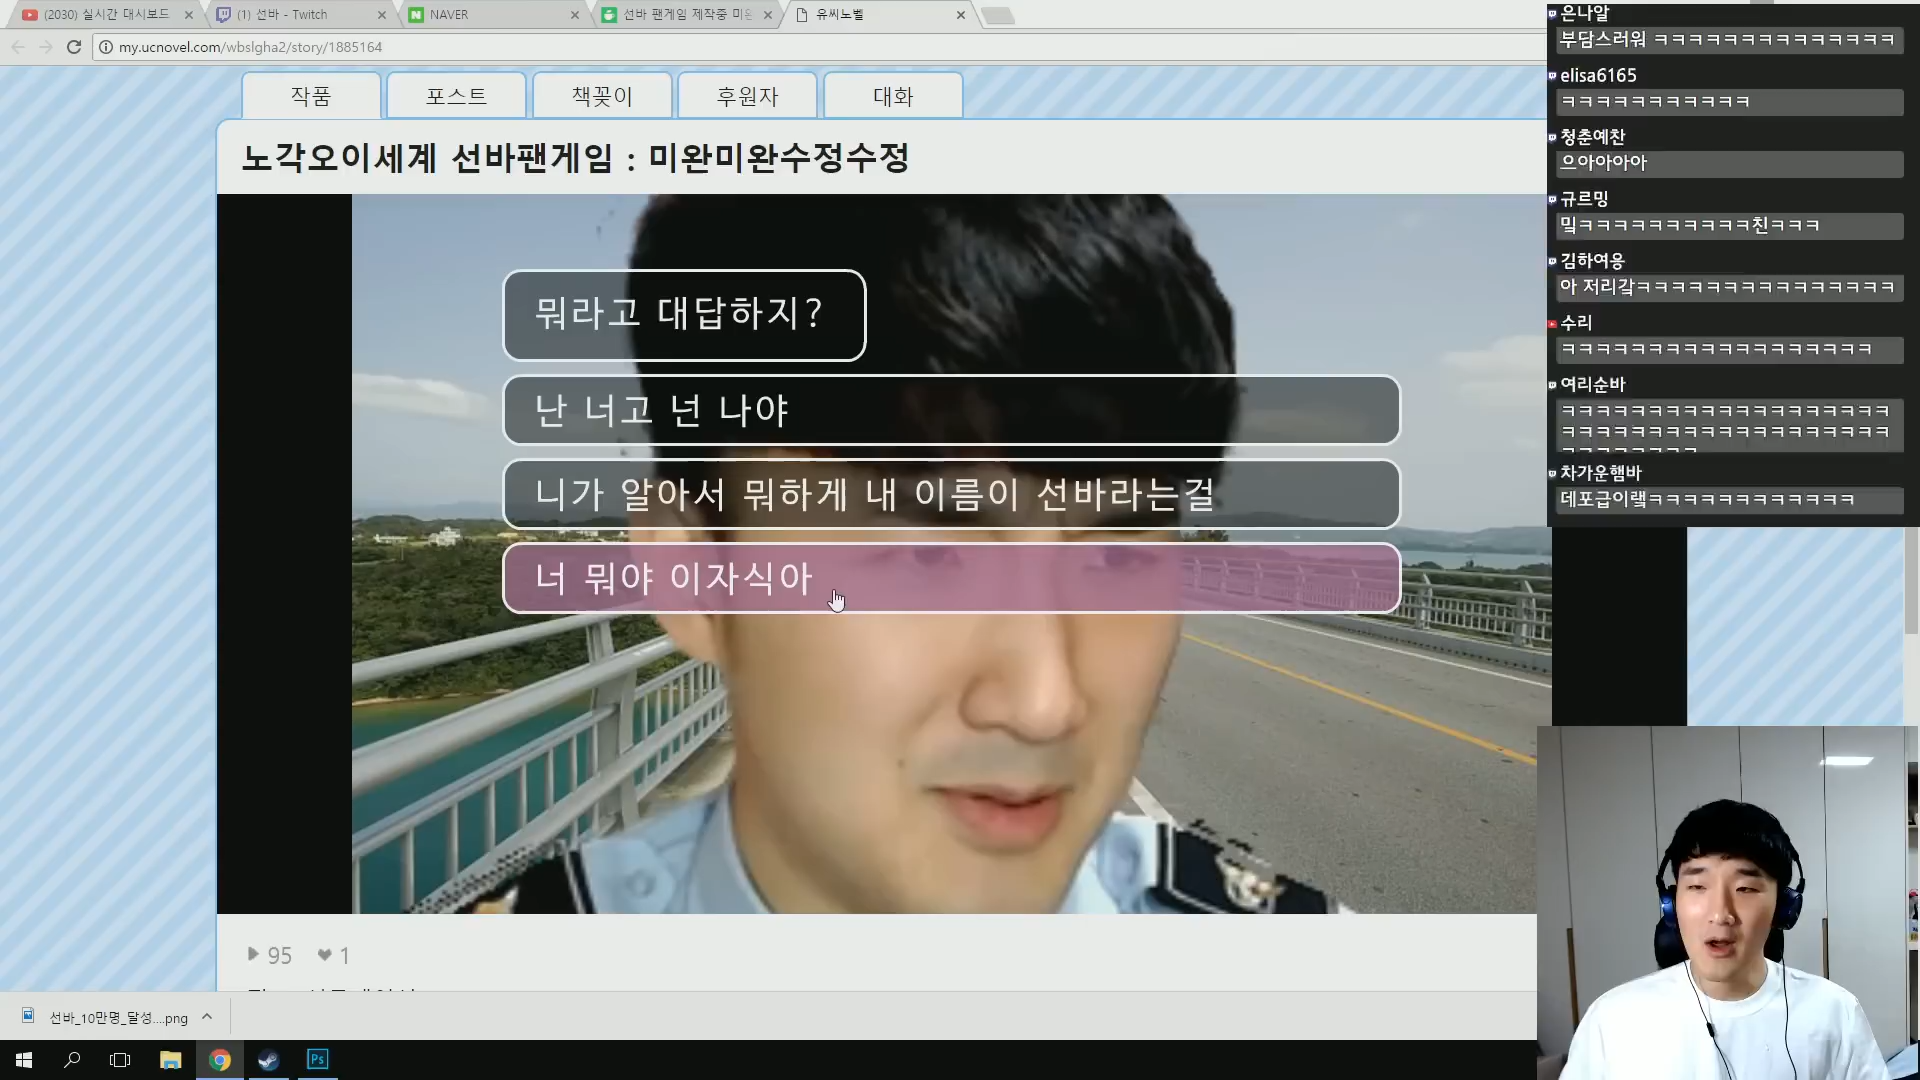 (2030) 실시간 대시보드
(1) 선바 - Twitch
NAVER
선바 팬게임 제작중 미완
유씨노벨
my.ucnovel.com/wbslgha2/story/1885164
작품
포스트
책꽂이
후원자
대화
노각오이세계 선바팬게임 : 미완미완수정수정
뭐라고 대답하지?
난 너고 넌 나야
니가 알아서 뭐하게 내 이름이 선바라는걸
너 뭐야 이자식아
95
1
선바_10만명_달성....png
Ps
은나알
부담스러워 ㅋㅋㅋㅋㅋㅋㅋㅋㅋㅋㅋㅋㅋㅋ
elisa6165
ㅋㅋㅋㅋㅋㅋㅋㅋㅋㅋㅋ
청춘예찬
으아아아아
규르밍
밐ㅋㅋㅋㅋㅋㅋㅋㅋㅋㅋ친ㅋㅋㅋ
김하여웅
아 저리갘ㅋㅋㅋㅋㅋㅋㅋㅋㅋㅋㅋㅋㅋㅋㅋ
수리
ㅋㅋㅋㅋㅋㅋㅋㅋㅋㅋㅋㅋㅋㅋㅋㅋㅋㅋ
여리순바
ㅋㅋㅋㅋㅋㅋㅋㅋㅋㅋㅋㅋㅋㅋㅋㅋㅋㅋㅋ
ㅋㅋㅋㅋㅋㅋㅋㅋㅋㅋㅋㅋㅋㅋㅋㅋㅋㅋㅋ
차가운햄바
데포급이랰ㅋㅋㅋㅋㅋㅋㅋㅋㅋㅋㅋㅋ